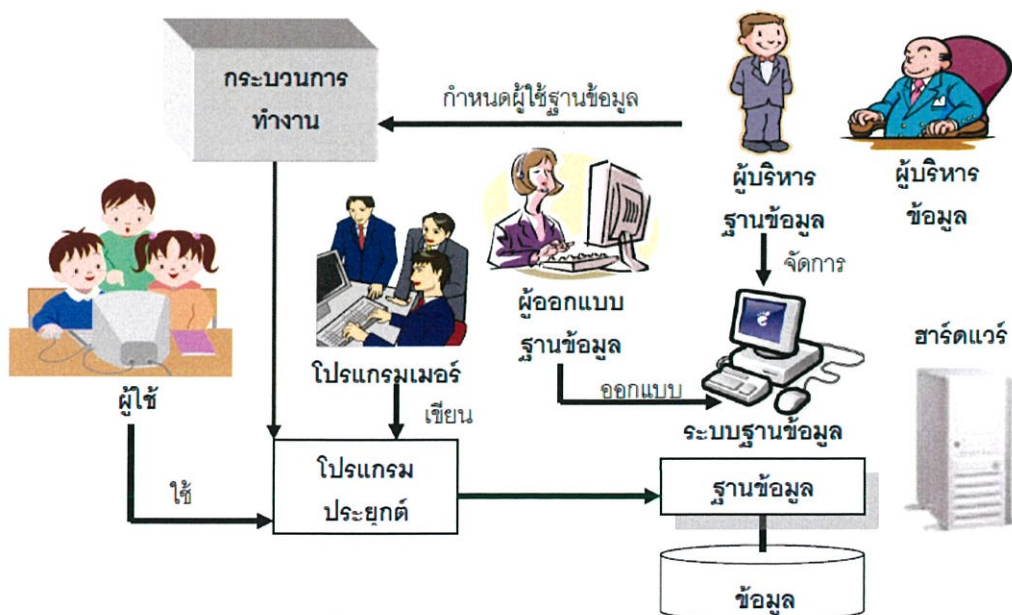 กระบวนการ
ทำงาน
กำหนดผู้ใช้ฐานข้อมูล
ผู้บริหาร
ฐานข้อมูล
ผู้บริหาร
ข้อมูล
จัดการ
ผู้ออกแบบ
ฐานข้อมูล
ฮาร์ดแวร์
โปรแกรมเมอร์
ผู้ใช้
เขียน
ออกแบบ
ระบบฐานข้อมูล
โปรแกรม
ประยุกต์
ใช้
ฐานข้อมูล
ข้อมูล